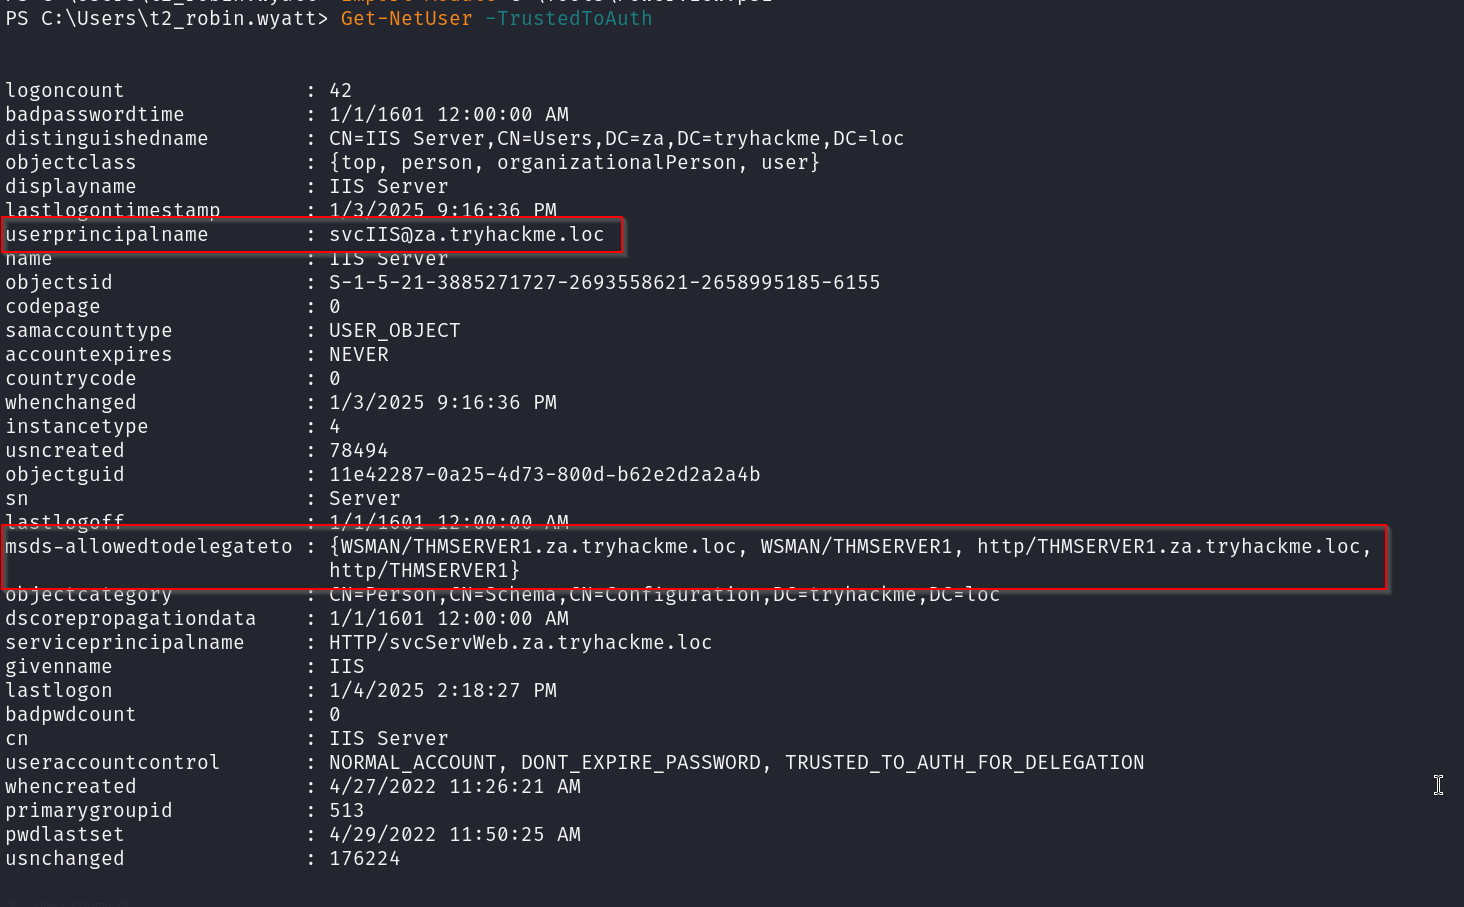 PS C:\Users\t2_robin.wyatt> Get-NetUser -TrustedToAuth
logoncount : 42
badpasswordtime : 1/1/1601 12:00:00 AM
distinguishedname : CN=IIS Server,CN=Users,DC=za,DC=tryhackme,DC=loc
objectclass : {top, person, organizationalPerson, user}
displayname : IIS Server
lastlogontimestamp : 1/3/2025 9:16:36 PM
userprincipalname : svcIIS@za.tryhackme.loc
name : IIS Server
objectsid : S-1-5-21-3885271727-2693558621-2658995185-6155
codepage : 0
samaccounttype : USER_OBJECT
accountexpires : NEVER
countrycode : 0
whenchanged : 1/3/2025 9:16:36 PM
instancetype : 4
usncreated : 78494
objectguid : 11e42287-0a25-4d73-800d-b62e2d2a2a4b
sn : Server
lastlogoff : 1/1/1601 12:00:00 AM
msds-allowedtodelegateto : {WSMAN/THMSERVER1.za.tryhackme.loc, WSMAN/THMSERVER1, http/THMSERVER1.za.tryhackme.loc,
http/THMSERVER1}
objectcategory : CN=Person,CN=Schema,CN=Configuration,DC=tryhackme,DC=loc
dscorepropagationdata : 1/1/1601 12:00:00 AM
serviceprincipalname : HTTP/svcServWeb.za.tryhackme.loc
givenname : IIS
lastlogon : 1/4/2025 2:18:27 PM
badpwdcount : 0
cn : IIS Server
useraccountcontrol : NORMAL_ACCOUNT, DONT_EXPIRE_PASSWORD, TRUSTED_TO_AUTH_FOR_DELEGATION
whencreated : 4/27/2022 11:26:21 AM
primarygroupid : 513
pwdlastset : 4/29/2022 11:50:25 AM
usnchanged : 176224